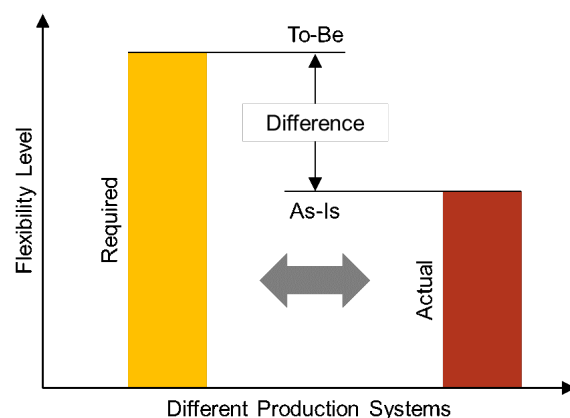 To-Be
Difference
As-Is
Flexibility Level
Required
Actual
Different Production Systems